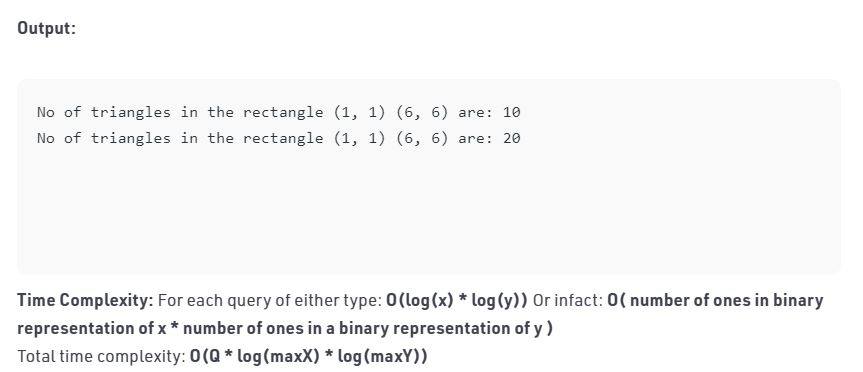 Output:
No of triangles in the rectangle (1, 1) (6, 6) are: 10
No of triangles in the rectangle (1, 1) (6, 6) are: 20
Time Complexity: For each query of either type: O(log(x) * log(y)) Or infact: O( number of ones in binary
representation of x * number of ones in a binary representation of y )
Total time complexity: O(Q * log(maxX) * log(maxY))